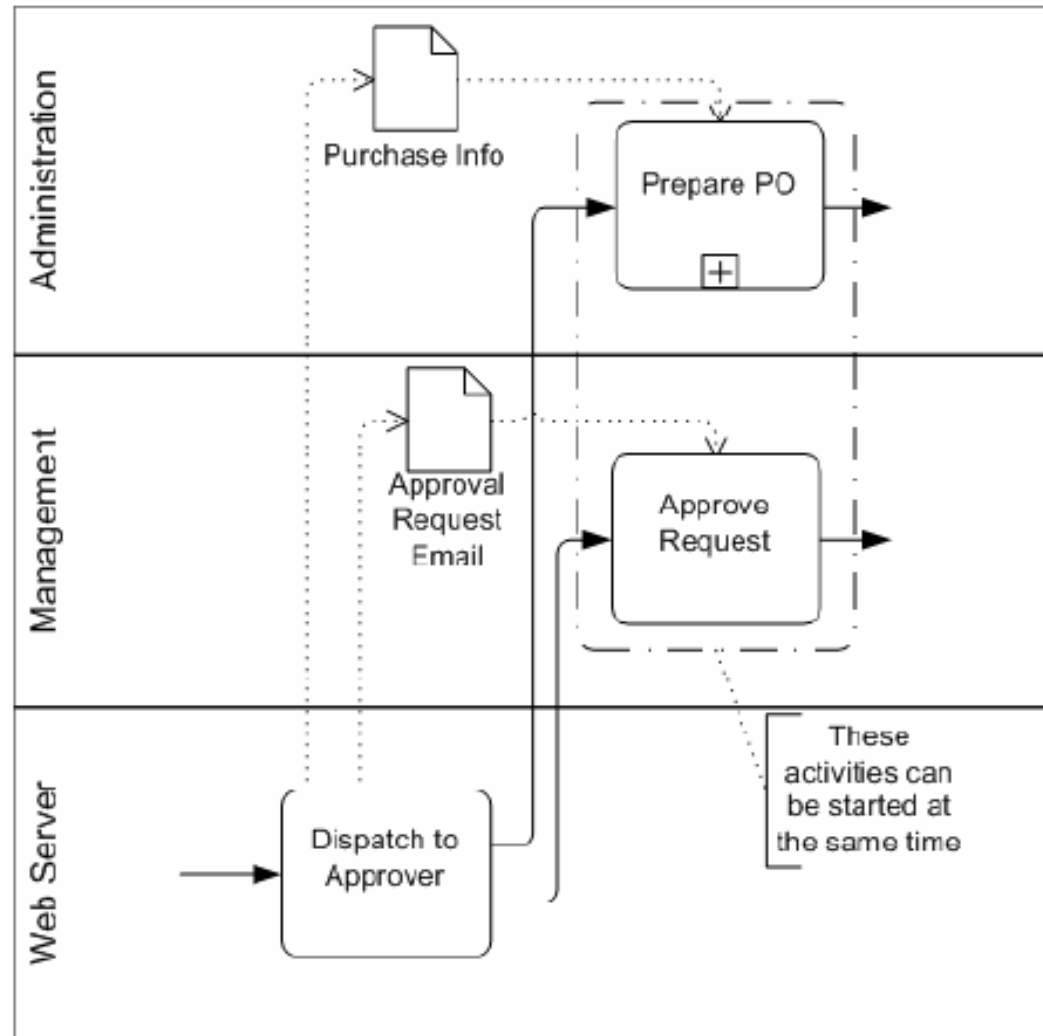 Administration
Purchase Info
Prepare PO
Management
Approval
Request
Email
Approve
Request
Web Server
Dispatch to
Approver
These
activities can
be started at
the same time